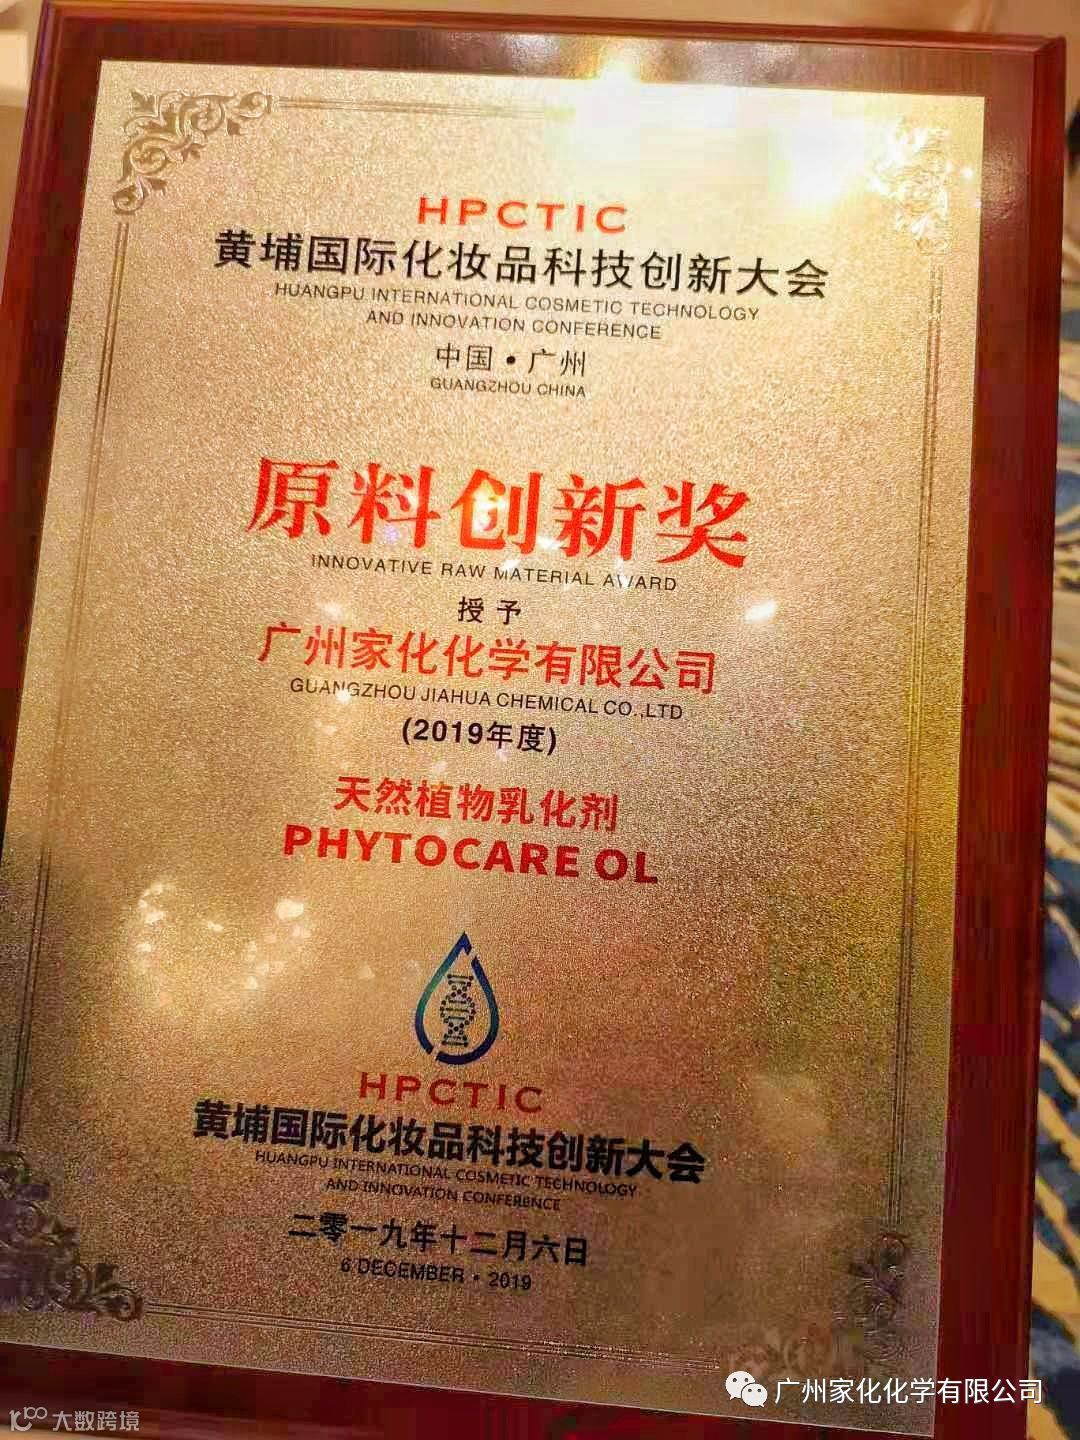 HPCTIC
黄埔国际化妆品科技创新大会
HUANGPU INTERNATIONAL COSMETIC TECHNOLOGY
AND INNOVATION CONFERENCE
中国·广州
GUANGZHOU CHINA
原料创新奖
INNOVATIVE RAW MATERIAL AWARD
授予
广州家化化学有限公司
GUANGZHOU JIAHUA CHEMICAL CO.,LTD
(2019年度)
天然植物乳化剂
PHYTOCARE OL
HPCTIC
黄埔国际化妆品科技创新大会
HUANGPU INTERNATIONAL COSMETIC TECHNOLOGY
AND INNOVATION CONFERENCE
二零一九年十二月六日
6 DECEMBER · 2019
广州家化化学有限公司
大数跨境